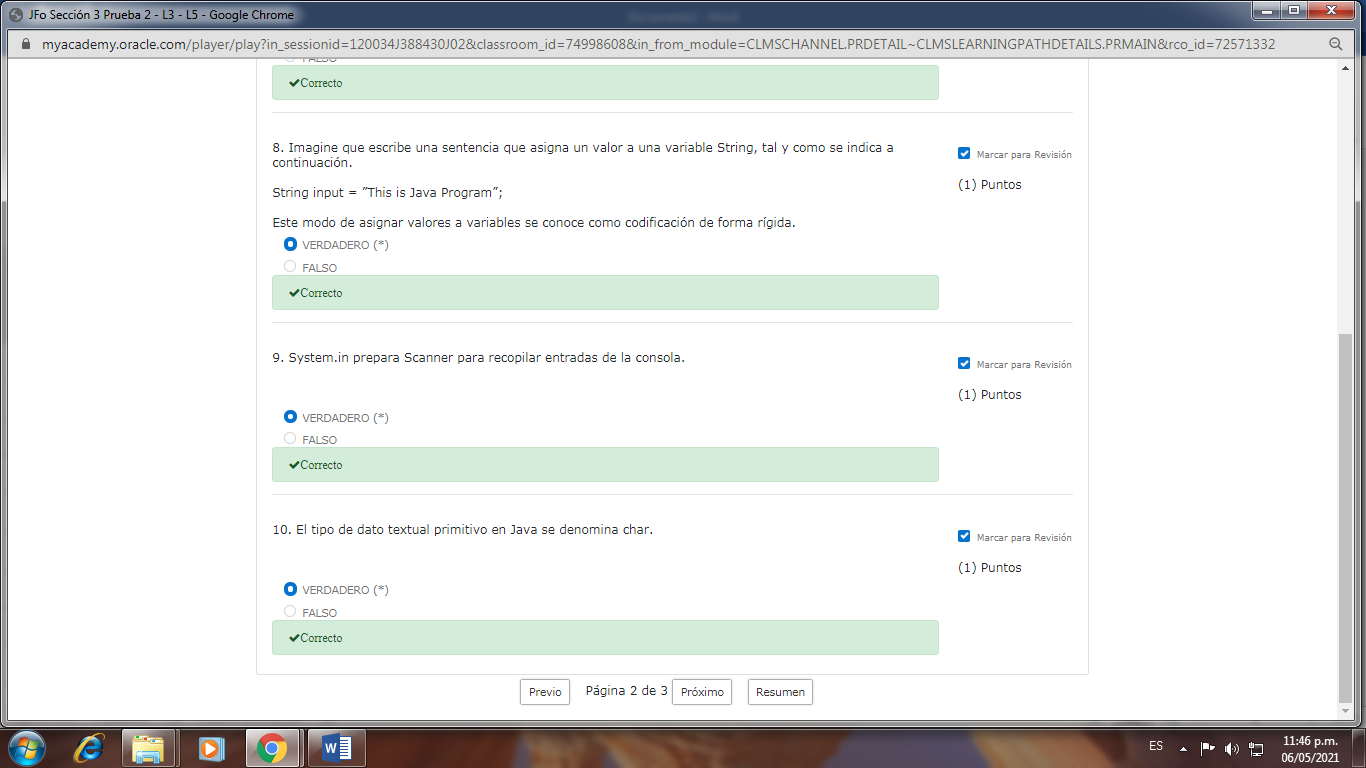 JFo Sección 3 Prueba 2 - L3 - L5 - Google Chrome
myacademy.oracle.com/player/play?in_sessionid=120034J388430J02&classroom_id=74998608&in_from_module=CLMSCHANNEL.PRDETAIL~CLMSLEARNINGPATHDETAILS.PRMAIN&rco_id=72571332
FALSO
✔Correcto
8. Imagine que escribe una sentencia que asigna un valor a una variable String, tal y como se indica a
continuación.
Marcar para Revisión
(1) Puntos
String input = ”This is Java Program”;
Este modo de asignar valores a variables se conoce como codificación de forma rígida.
VERDADERO (*)
FALSO
✔Correcto
9. System.in prepara Scanner para recopilar entradas de la consola.
Marcar para Revisión
(1) Puntos
VERDADERO (*)
FALSO
✔Correcto
10. El tipo de dato textual primitivo en Java se denomina char.
Marcar para Revisión
(1) Puntos
VERDADERO (*)
FALSO
✔Correcto
Previo Página 2 de 3 Próximo Resumen
ES
11:46 p.m.
06/05/2021